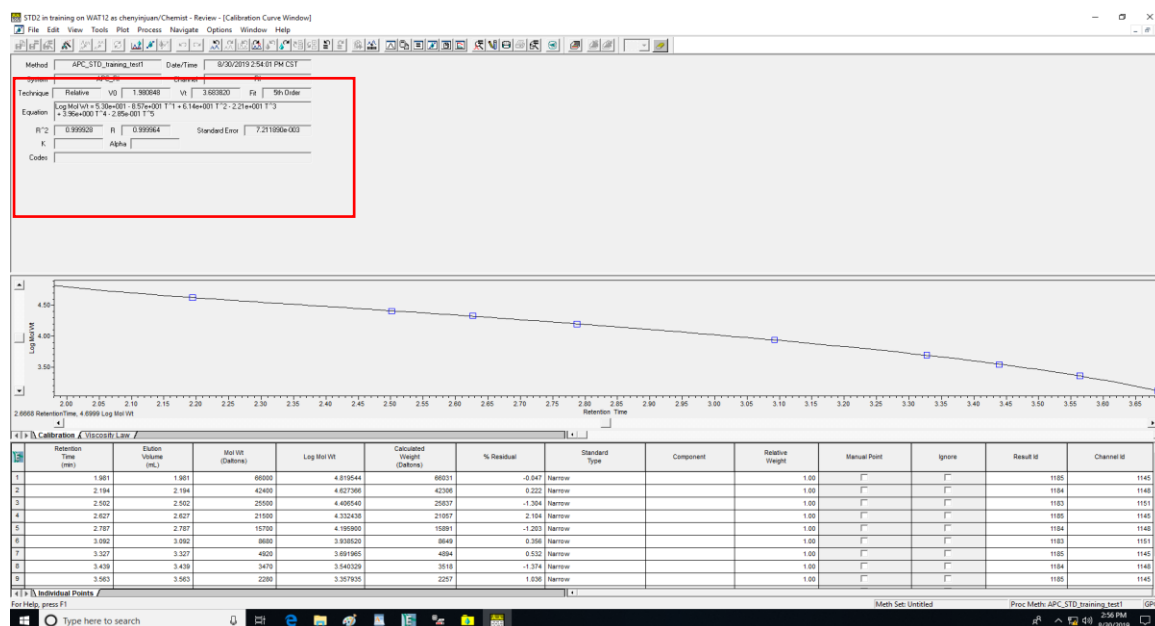 STD2 in training on WAT12 as chenyinjuan/Chemist - Review - [Calibration Curve Window]
File Edit View Tools Plot Process Navigate Options Window Help
Method APC_STD_training_test1 Date/Time 8/30/2019 2:54:01 PM CST
System Channel
Technique Relative V0 1.980848 Vt 3.683820 Fit 5th Order
Equation Log Mol Wt = 5.30e+001 - 8.57e+001 T^1 + 6.14e+001 T^2 - 2.21e+001 T^3
+ 3.96e+000 T^4 - 2.85e-001 T^5
R^2 0.999928 R 0.999964 Standard Error 7.211890e-003
K Alpha
Codes
Log Mol Wt
4.50
4.00
3.50
2.00 2.05 2.10 2.15 2.20 2.25 2.30 2.35 2.40 2.45 2.50 2.55 2.60 2.65 2.70 2.75 2.80 2.85 2.90 2.95 3.00 3.05 3.10 3.15 3.20 3.25 3.30 3.35 3.40 3.45 3.50 3.55 3.60 3.65
2.6668 RetentionTime, 4.6999 Log Mol Wt Retention Time
Calibration Viscosity Law
Retention Time (min) Elution Volume (mL) Mol Wt (Daltons) Log Mol Wt Calculated Weight (Daltons) % Residual Standard Type Component Relative Weight Manual Point Ignore Result Id Channel Id
1 1.981 1.981 66000 4.819544 66031 -0.047 Narrow 1.00 1185 1145
2 2.194 2.194 42400 4.627366 42306 0.222 Narrow 1.00 1184 1148
3 2.502 2.502 25500 4.406540 25837 -1.304 Narrow 1.00 1183 1151
4 2.627 2.627 21500 4.332438 21057 2.104 Narrow 1.00 1185 1145
5 2.787 2.787 15700 4.195900 15891 -1.203 Narrow 1.00 1184 1148
6 3.092 3.092 8680 3.938520 8649 0.356 Narrow 1.00 1183 1151
7 3.327 3.327 4920 3.691965 4894 0.532 Narrow 1.00 1185 1145
8 3.439 3.439 3470 3.540329 3518 -1.374 Narrow 1.00 1184 1148
9 3.563 3.563 2280 3.357935 2257 1.036 Narrow 1.00 1185 1145
Individual Points
For Help, press F1 Meth Set: Untitled Proc Meth: APC_STD_training_test1 GPC
Type here to search 2:56 PM
8/30/2019